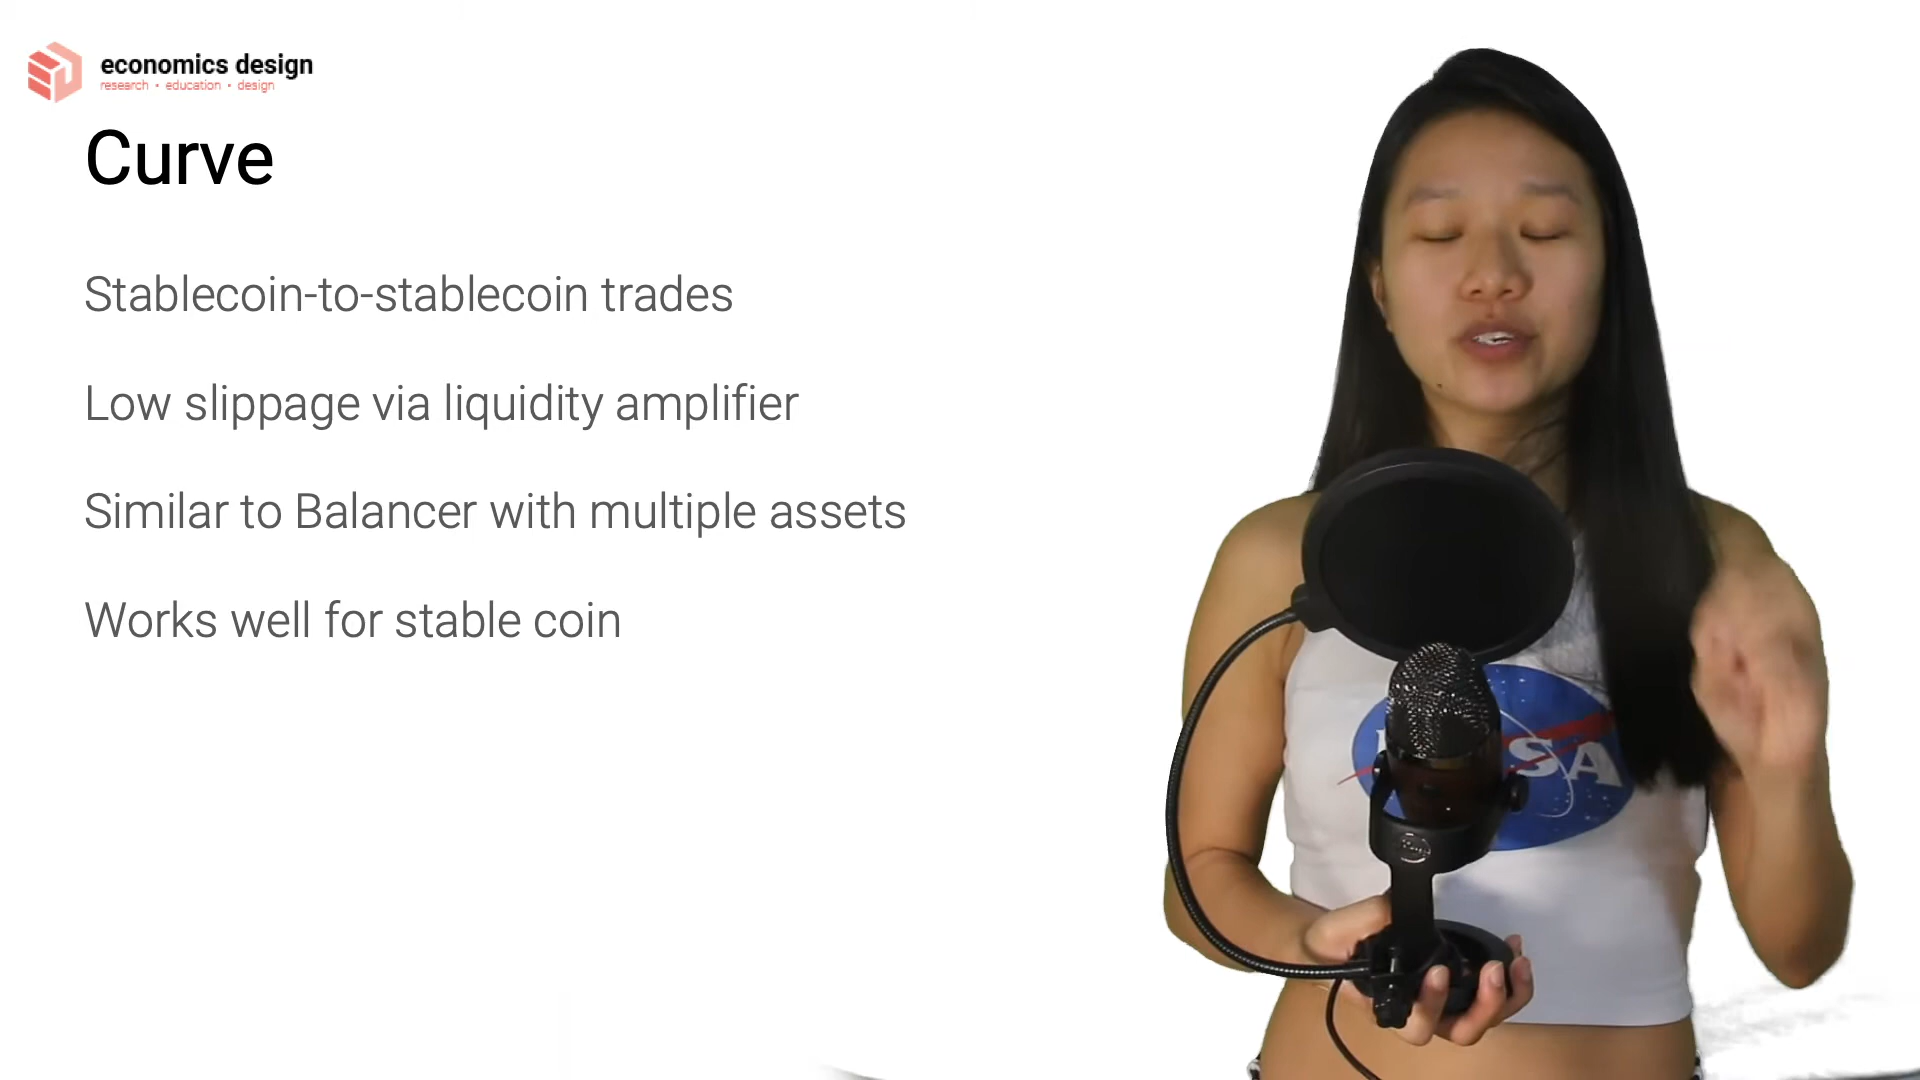 economics design
research • education • design
Curve
Stablecoin-to-stablecoin trades
Low slippage via liquidity amplifier
Similar to Balancer with multiple assets
Works well for stable coin
SA